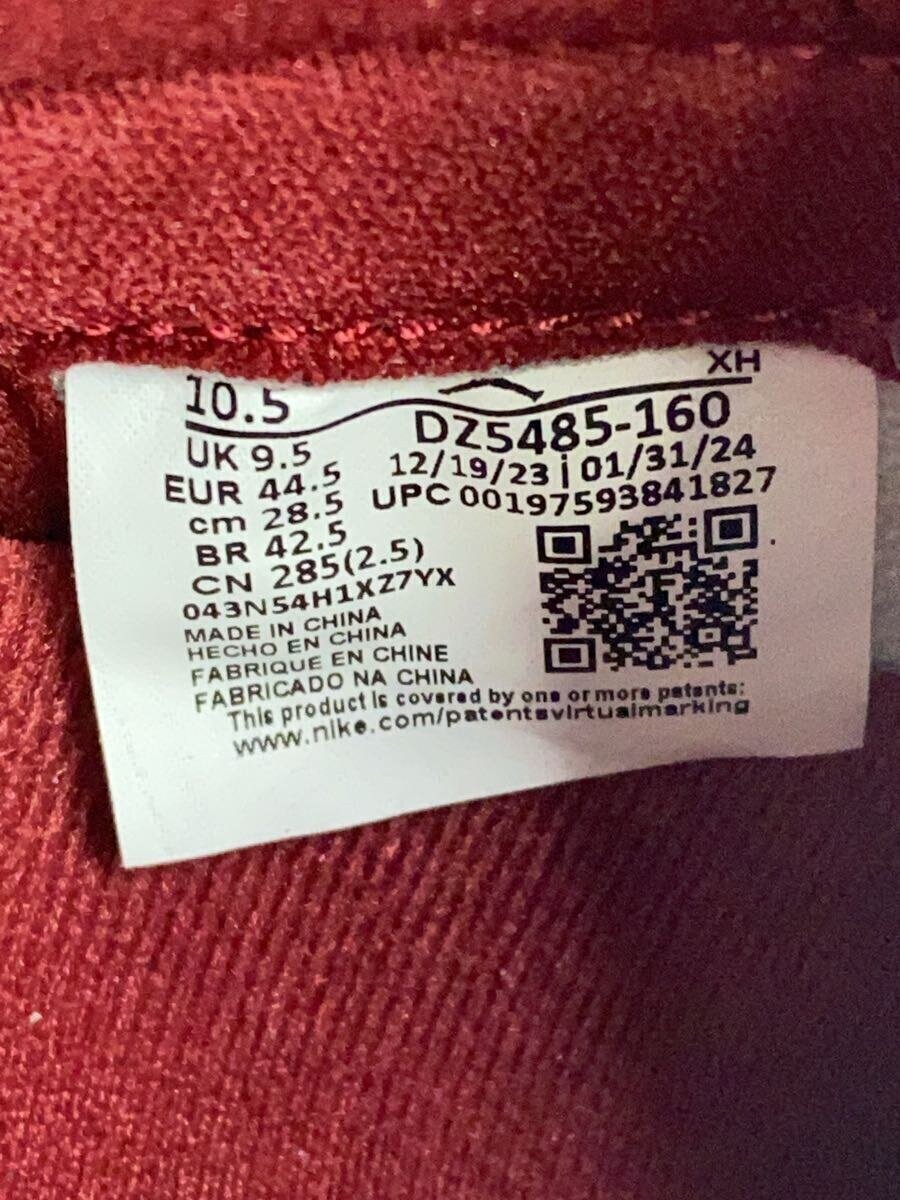 XH
10.5
DZ5485-160
UK 9.5
12/19/23 | 01/31/24
EUR 44.5
UPC 00197593841827
cm 28.5
BR 42.5
CN 285(2.5)
043N54H1XZ7YX
MADE IN CHINA
HECHO EN CHINA
FABRIQUE EN CHINE
FABRICADO NA CHINA
This product is covered by one or more patents:
www.nike.com/patentsvirtualmarking